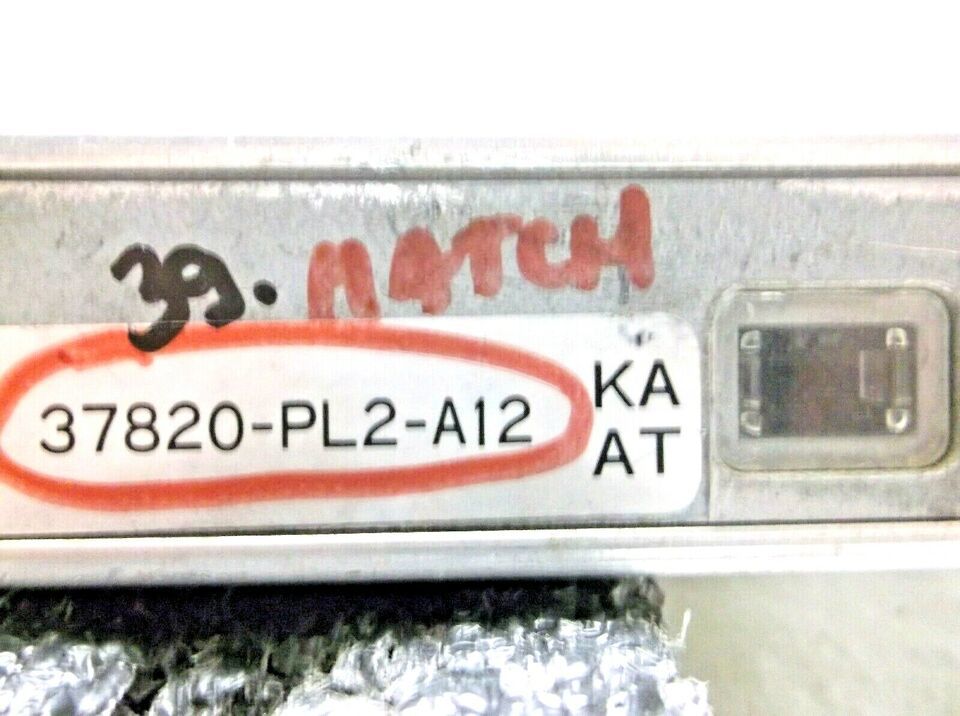 39. MATCH
37820-PL2-A12
KA
AT